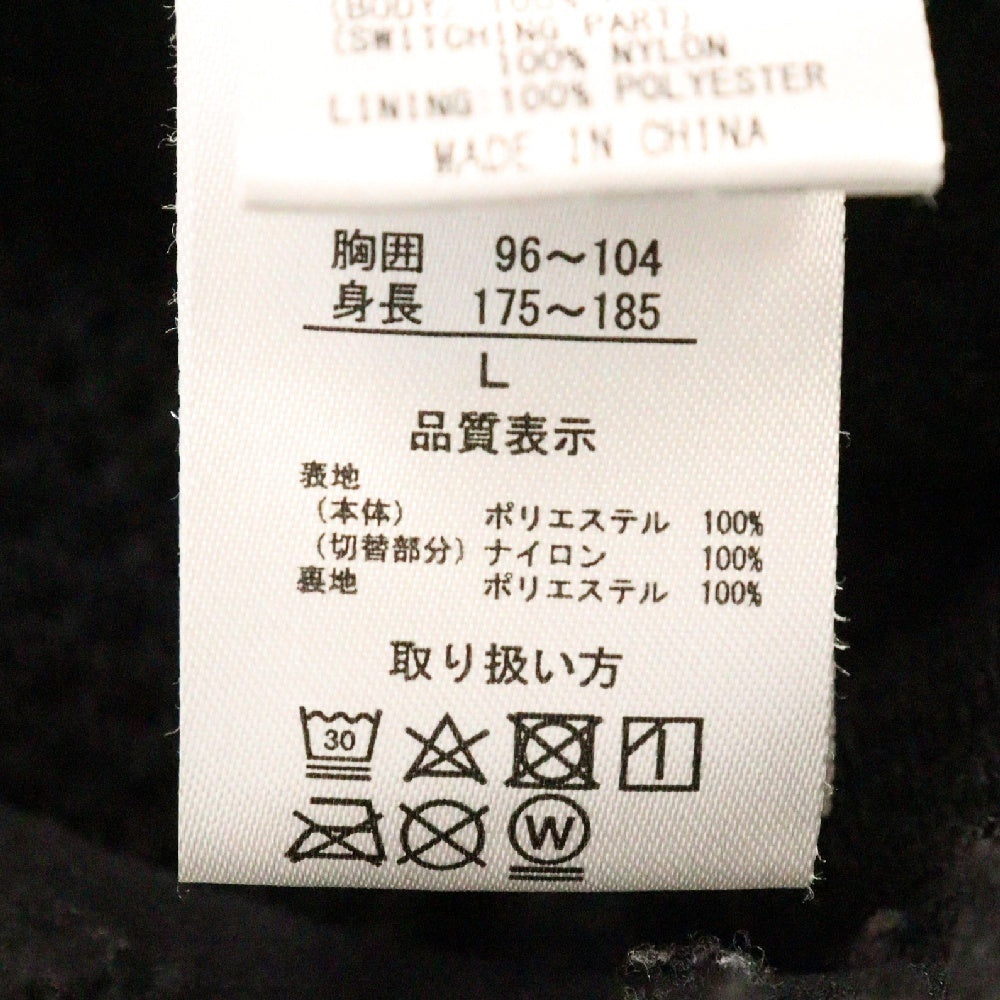 (BODY) 100%
(SWITCHING PART)
100% NYLON
LINING:100% POLYESTER
MADE IN CHINA
胸囲 96～104
身長 175～185
L
品質表示
表地
（本体） ポリエステル 100%
（切替部分） ナイロン 100%
裏地 ポリエステル 100%
取り扱い方
30
W